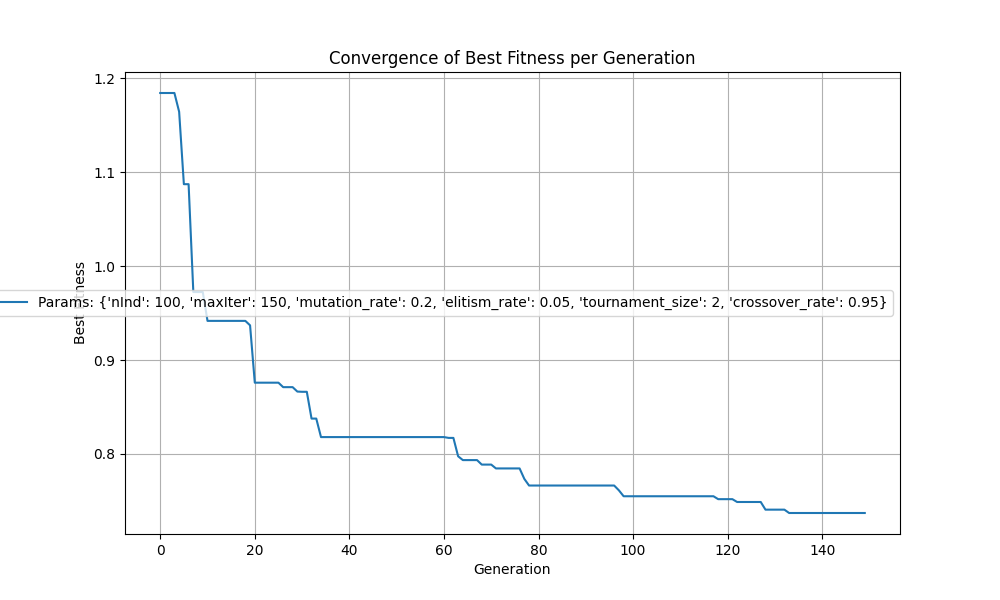 Convergence of Best Fitness per Generation
1.2
1.1
1.0
0.9
0.8
Best ness
Params: {'nInd': 100, 'maxIter': 150, 'mutation_rate': 0.2, 'elitism_rate': 0.05, 'tournament_size': 2, 'crossover_rate': 0.95}
0 20 40 60 80 100 120 140
Generation